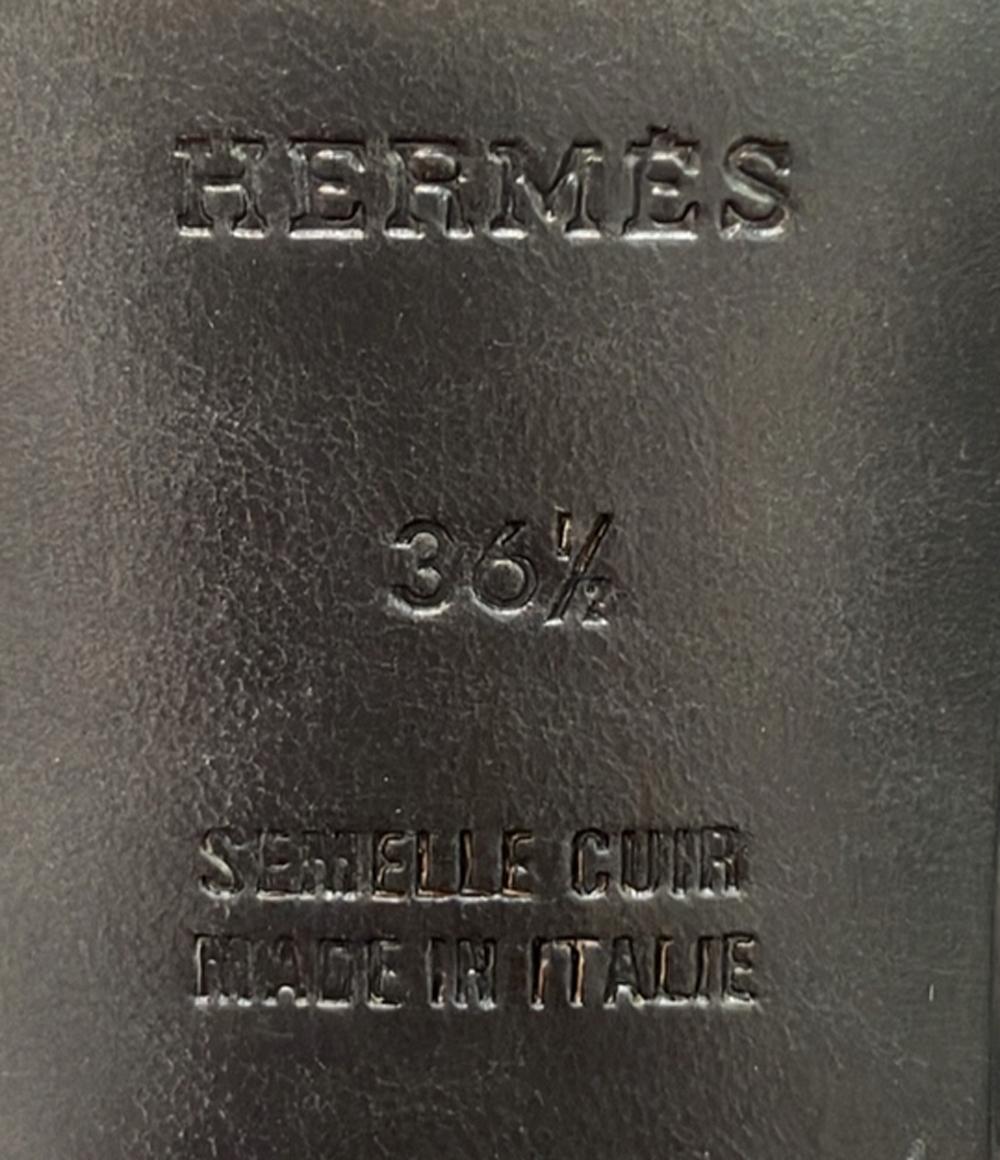 HERMÈS
36½
SEMELLE CUIR
MADE IN ITALIE